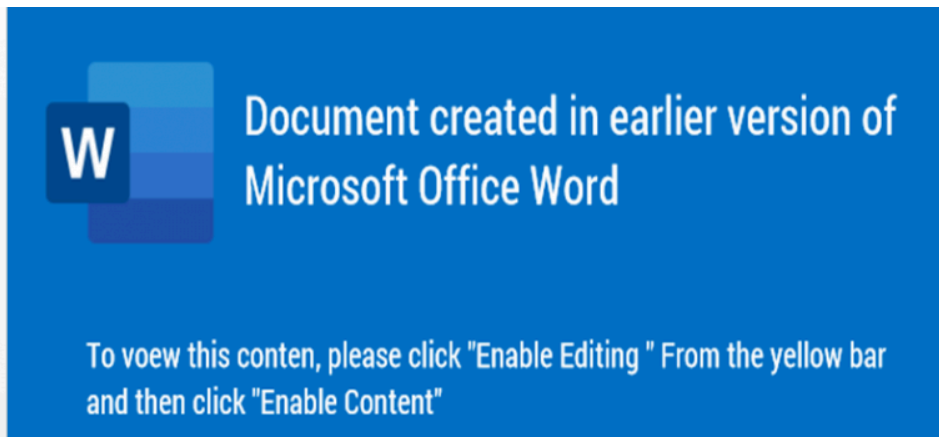 W
Document created in earlier version of
Microsoft Office Word
To voew this conten, please click "Enable Editing " From the yellow bar
and then click "Enable Content"